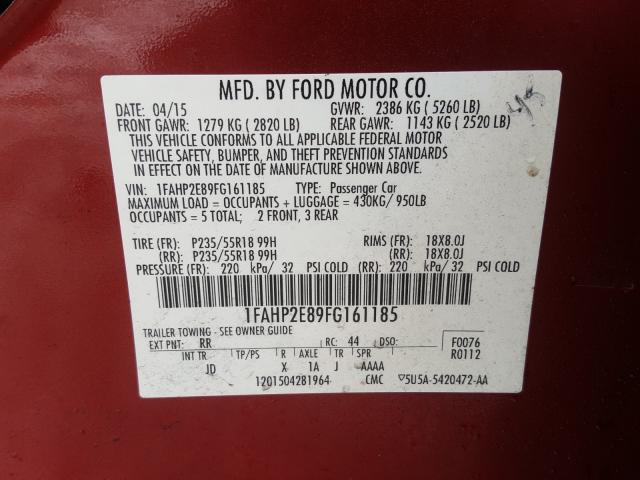 MFD. BY FORD MOTOR CO.
DATE: 04/15 GVWR: 2386 KG ( 5260 LB)
FRONT GAWR: 1279 KG ( 2820 LB) REAR GAWR: 1143 KG ( 2520 LB)
THIS VEHICLE CONFORMS TO ALL APPLICABLE FEDERAL MOTOR
VEHICLE SAFETY, BUMPER, AND THEFT PREVENTION STANDARDS
IN EFFECT ON THE DATE OF MANUFACTURE SHOWN ABOVE.
VIN: 1FAHP2E89FG161185 TYPE: Passenger Car
MAXIMUM LOAD = OCCUPANTS + LUGGAGE = 430KG/ 950LB
OCCUPANTS = 5 TOTAL; 2 FRONT, 3 REAR
TIRE (FR): P235/55R18 99H RIMS (FR): 18X8.0J
(RR): P235/55R18 99H (RR): 18X8.0J
PRESSURE (FR): 220 kPa/ 32 PSI COLD (RR): 220 kPa/ 32 PSI COLD
1FAHP2E89FG161185
TRAILER TOWING - SEE OWNER GUIDE
EXT PNT: RR RC: 44 DSO: F0076
INT TR TP/PS R AXLE TR SPR R0112
JD X 1A J AAAA
1201504281964 CMC ▽5U5A-5420472-AA